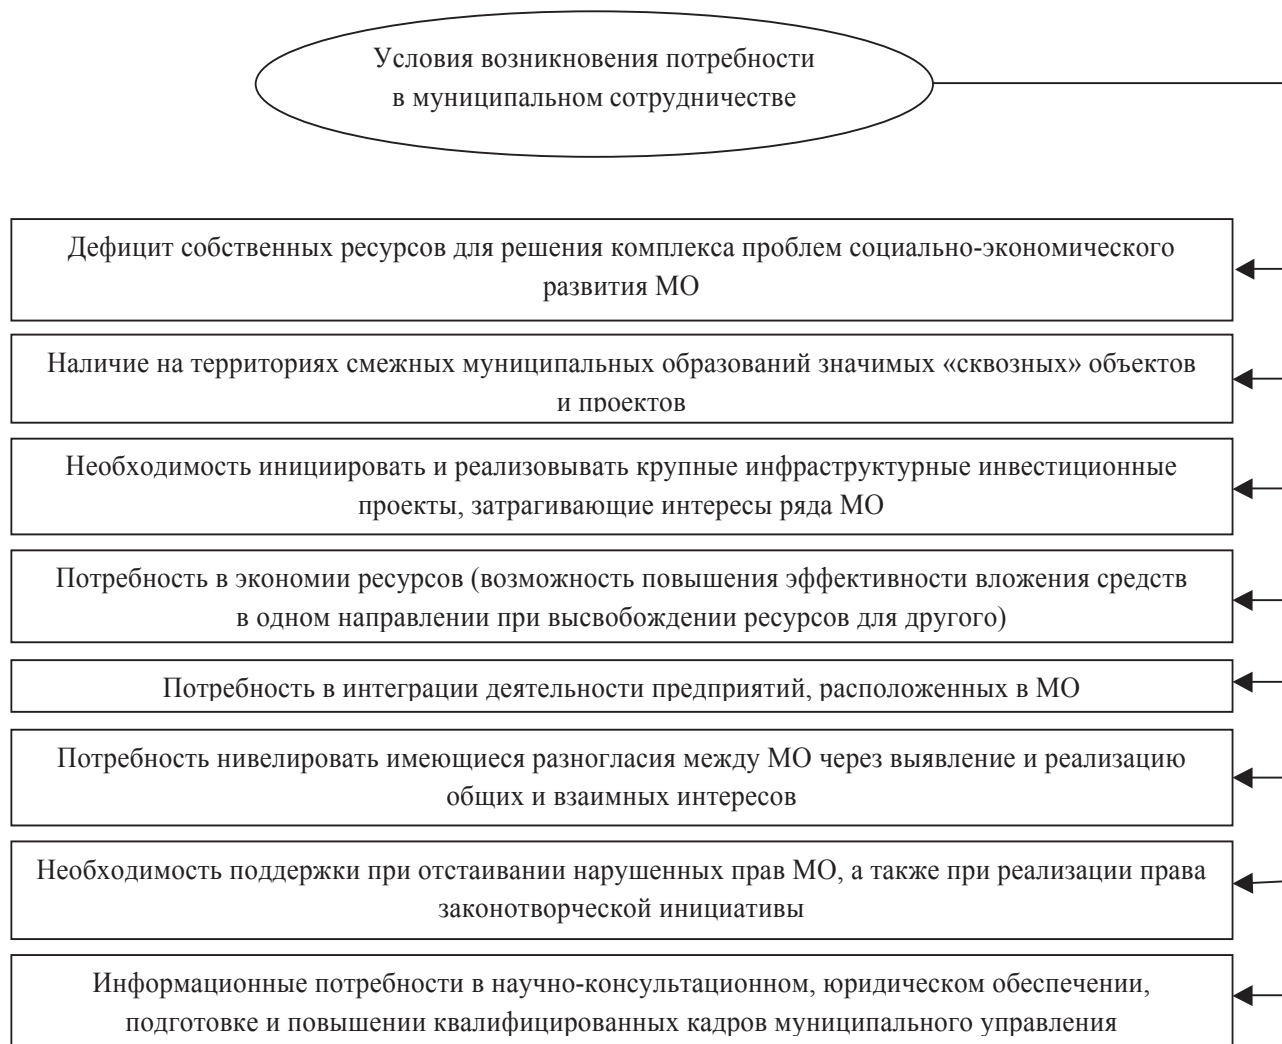 Условия возникновения потребности
в муниципальном сотрудничестве
Дефицит собственных ресурсов для решения комплекса проблем социально-экономического
развития МО
Наличие на территориях смежных муниципальных образований значимых «сквозных» объектов
и проектов
Необходимость инициировать и реализовывать крупные инфраструктурные инвестиционные
проекты, затрагивающие интересы ряда МО
Потребность в экономии ресурсов (возможность повышения эффективности вложения средств
в одном направлении при высвобождении ресурсов для другого)
Потребность в интеграции деятельности предприятий, расположенных в МО
Потребность нивелировать имеющиеся разногласия между МО через выявление и реализацию
общих и взаимных интересов
Необходимость поддержки при отстаивании нарушенных прав МО, а также при реализации права
законотворческой инициативы
Информационные потребности в научно-консультационном, юридическом обеспечении,
подготовке и повышении квалифицированных кадров муниципального управления